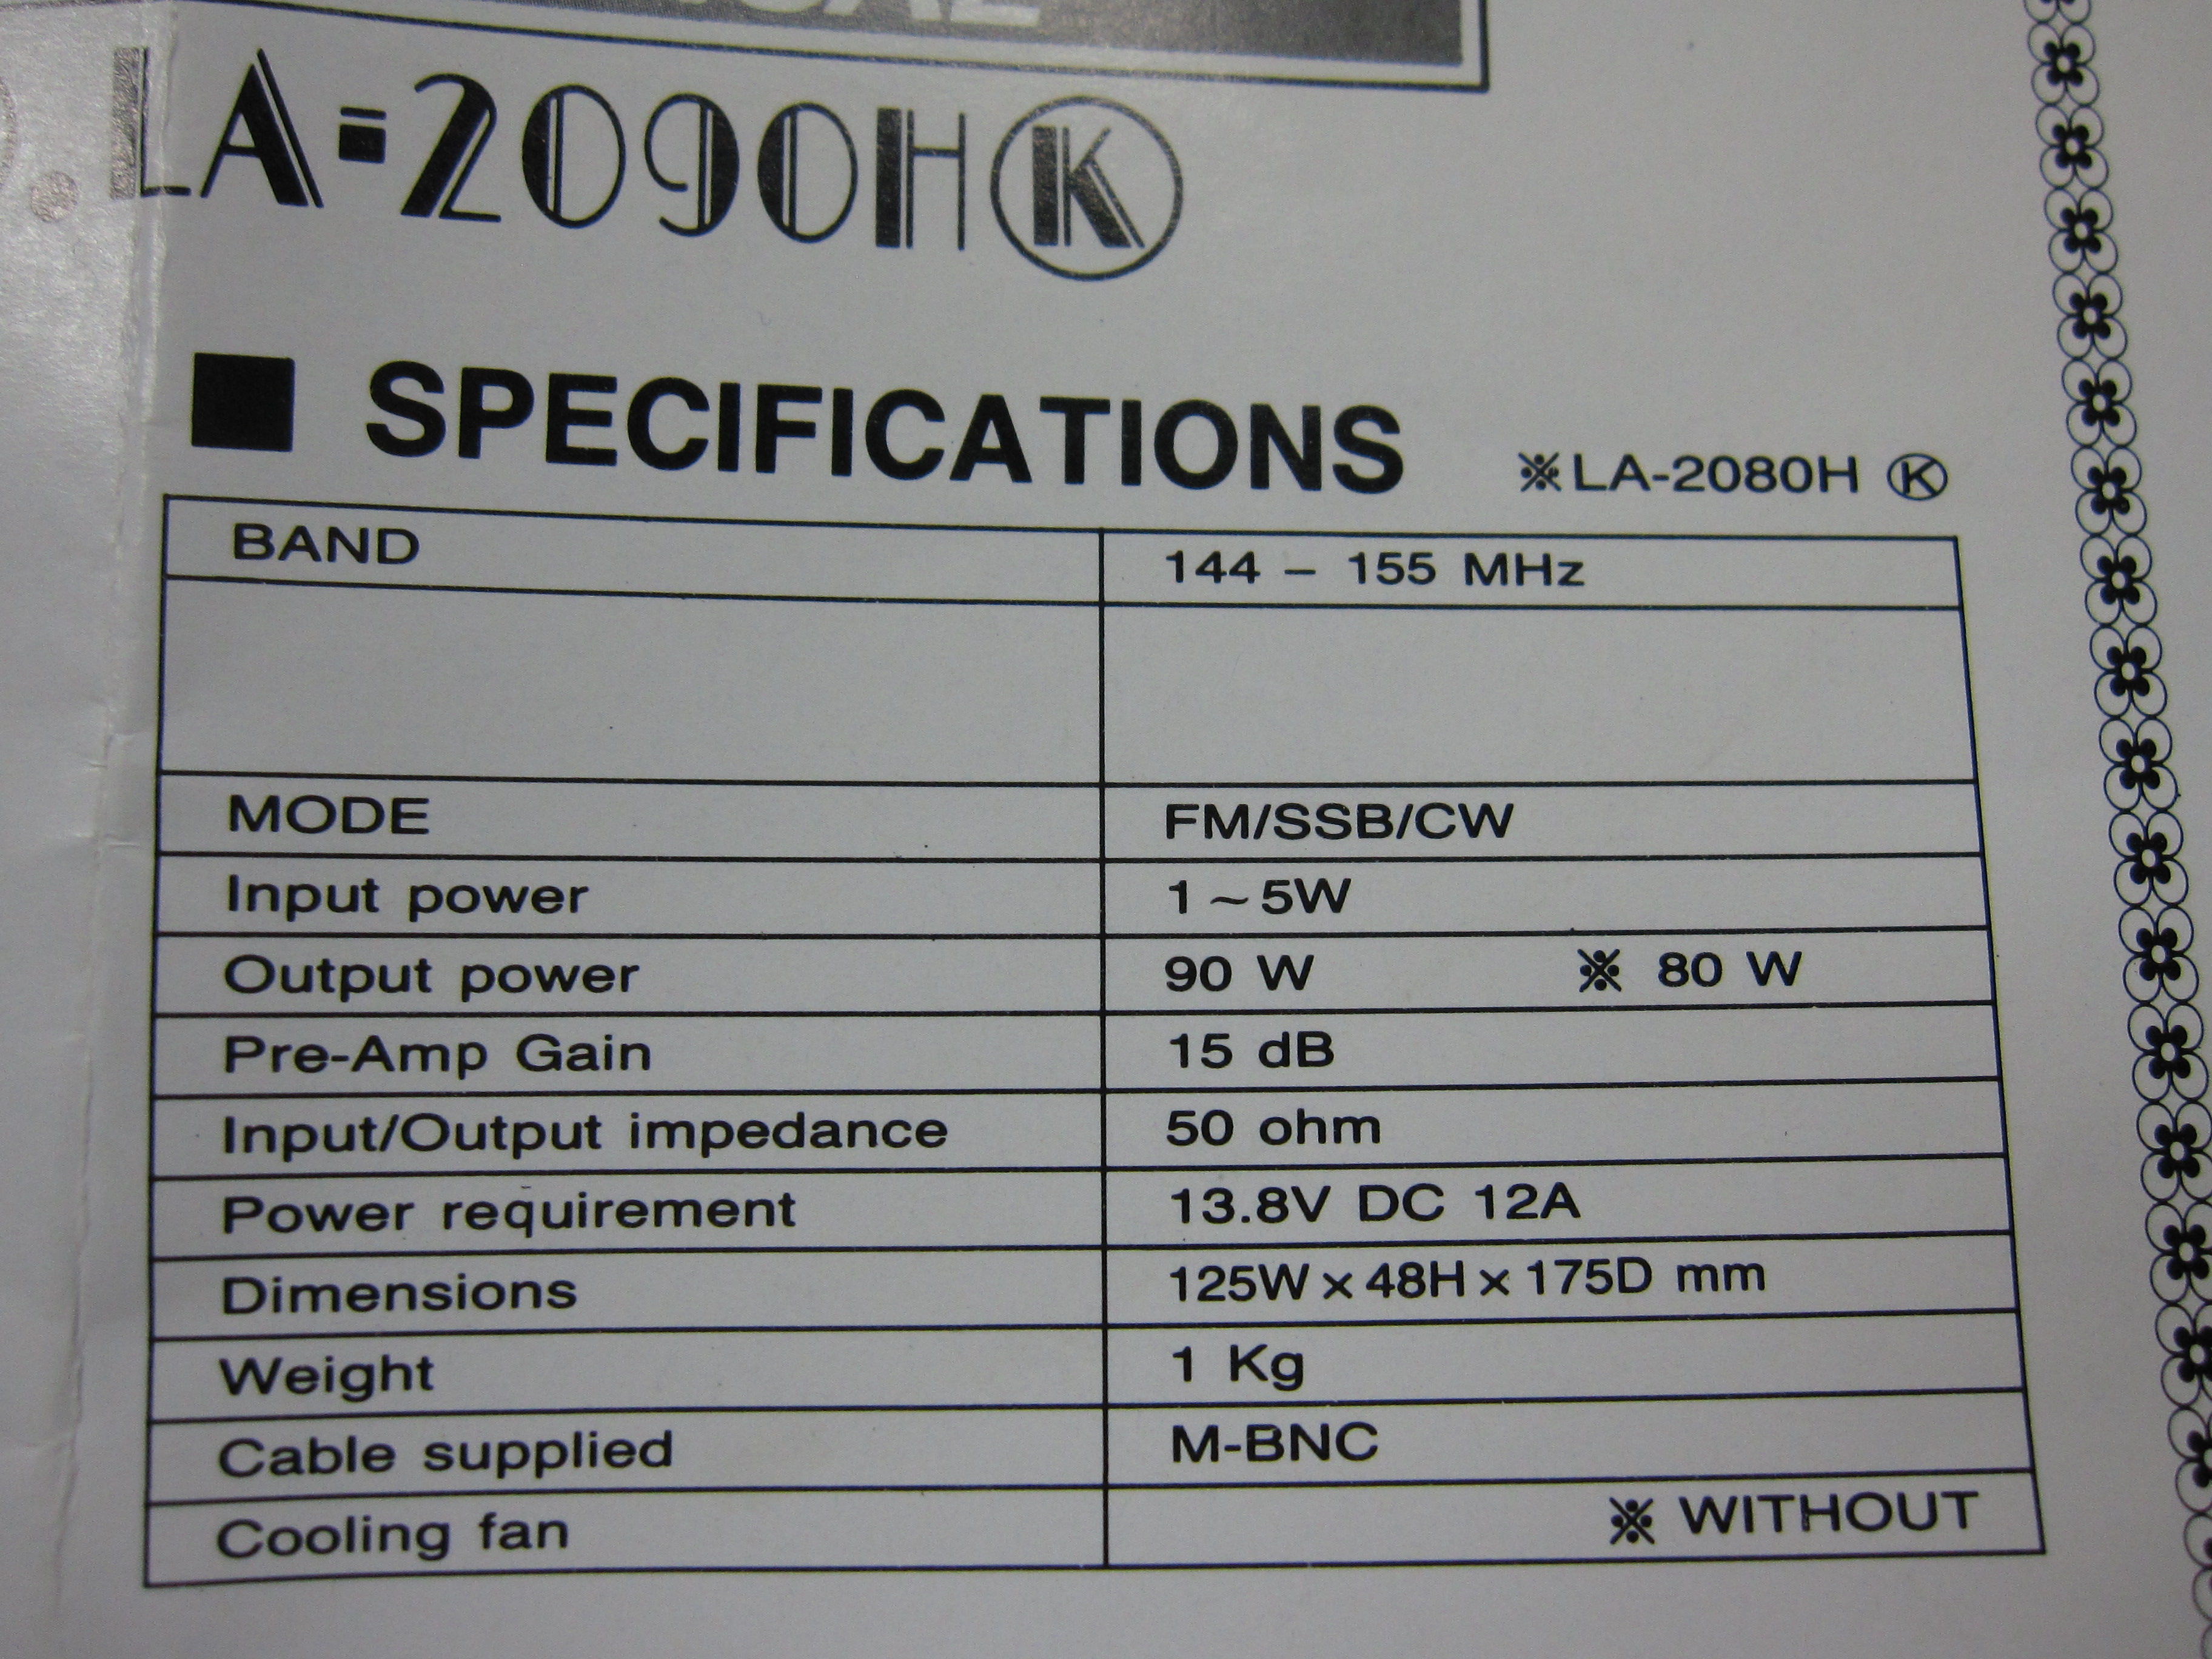 LA-2090H Ⓚ
■ SPECIFICATIONS ※LA-2080H Ⓚ
BAND 144 – 155 MHz
MODE FM/SSB/CW
Input power 1 ~ 5W
Output power 90 W ※ 80 W
Pre-Amp Gain 15 dB
Input/Output impedance 50 ohm
Power requirement 13.8V DC 12A
Dimensions 125W × 48H × 175D mm
Weight 1 Kg
Cable supplied M-BNC
Cooling fan ※ WITHOUT